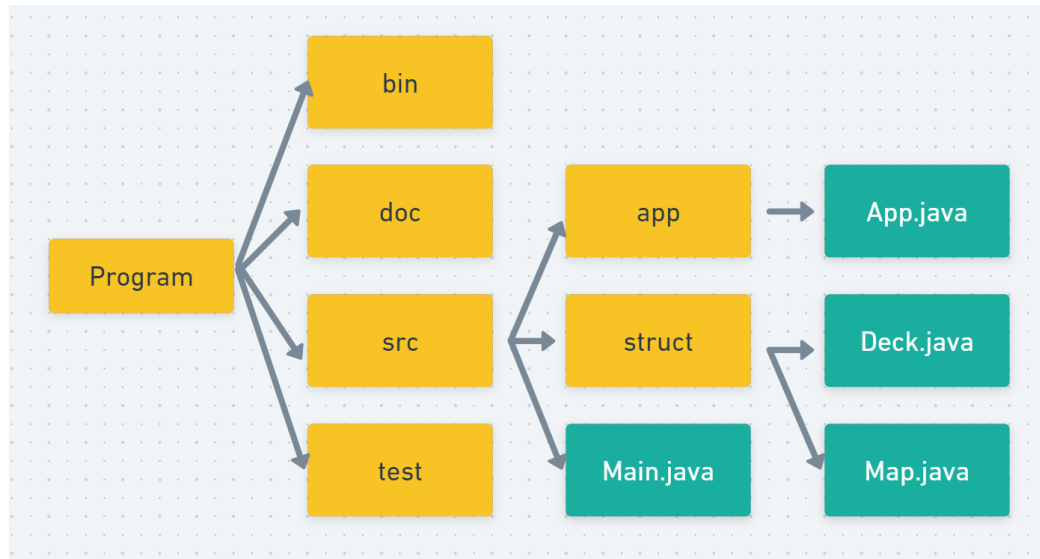 bin
doc
app
App.java
Program
src
struct
Deck.java
test
Main.java
Map.java